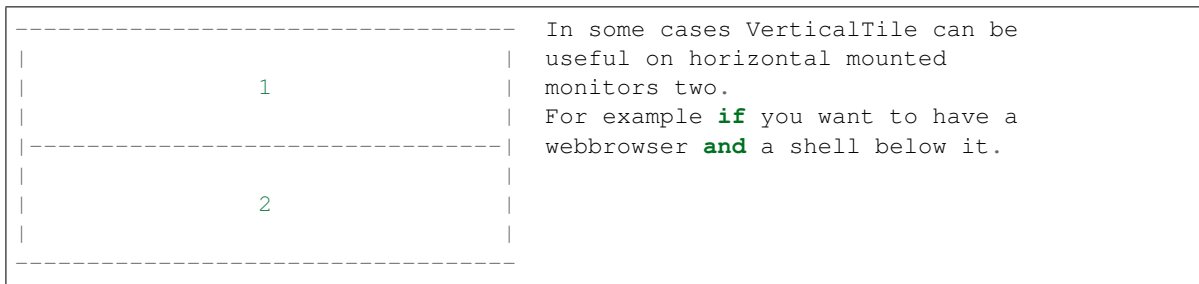 -----------------------------------  In some cases VerticalTile can be
|                                 |  useful on horizontal mounted
|                1                |  monitors two.
|                                 |  For example if you want to have a
|---------------------------------|  webbrowser and a shell below it.
|                                 |
|                2                |
|                                 |
-----------------------------------